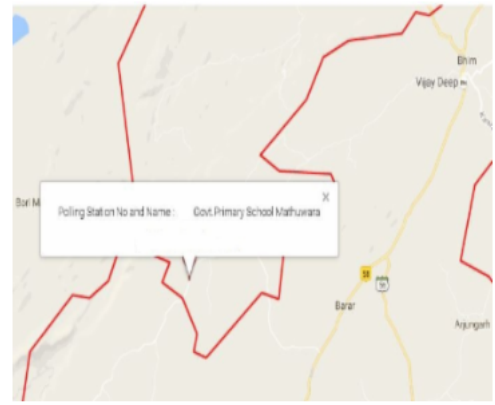 Bhim
Vijay Deep
Bari M
Polling Station No and Name : Govt.Primary School Mathuwara
x
58
Barar
Arjungarh